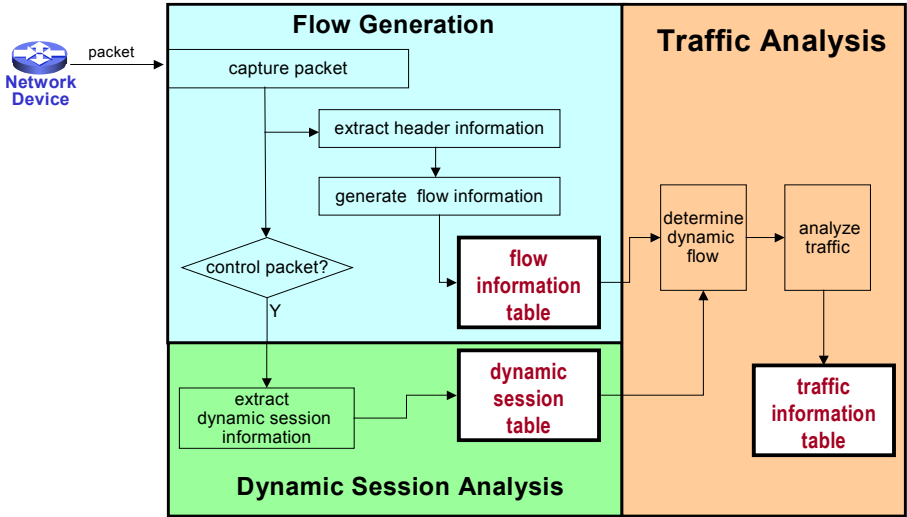 Flow Generation
Traffic Analysis
packet
Network
Device
capture packet
extract header information
generate flow information
control packet?
Y
flow
information
table
determine
dynamic
flow
analyze
traffic
extract
dynamic session
information
dynamic
session
table
traffic
information
table
Dynamic Session Analysis